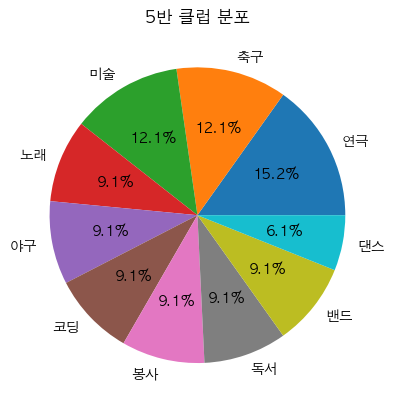 5반 클럽 분포
연극
15.2%
축구
12.1%
미술
12.1%
노래
9.1%
야구
9.1%
코딩
9.1%
봉사
9.1%
독서
9.1%
밴드
9.1%
댄스
6.1%